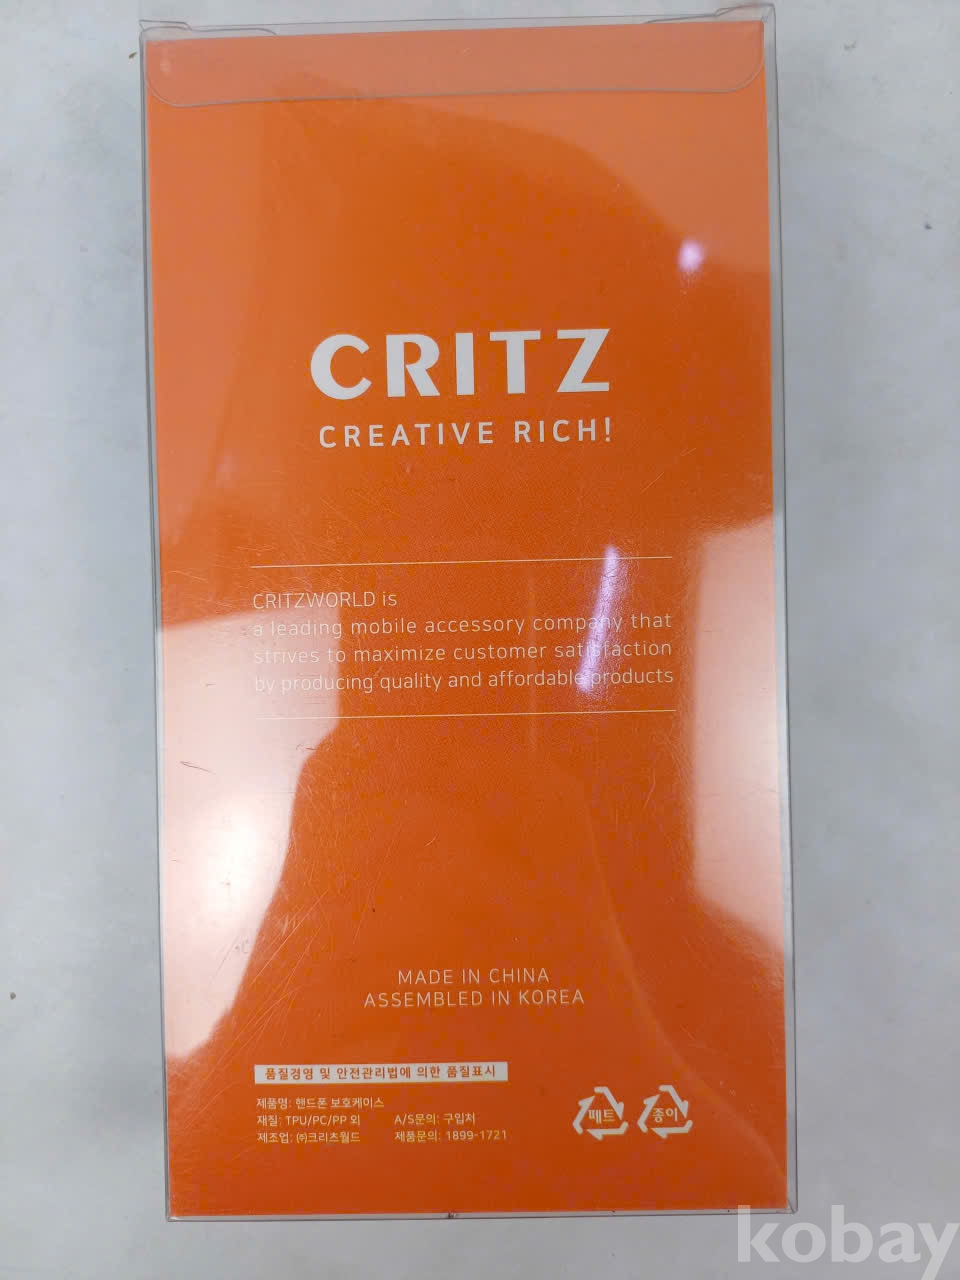 CRITZ
CREATIVE RICH!
CRITZWORLD is
a leading mobile accessory company that
strives to maximize customer satisfaction
by producing quality and affordable products
MADE IN CHINA
ASSEMBLED IN KOREA
품질경영 및 안전관리법에 의한 품질표시
제품명: 핸드폰 보호케이스
재질: TPU/PC/PP 외 A/S문의: 구입처
제조업: ㈜크리츠월드 제품문의: 1899-1721
페트 종이
kobay